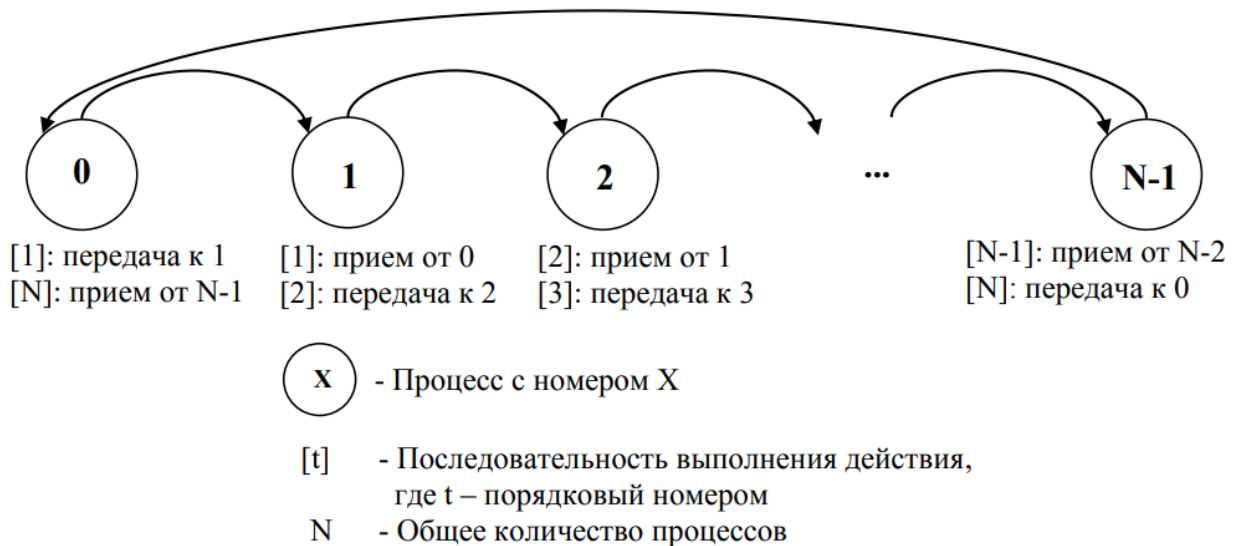 0
1
2
...
N-1
[1]: передача к 1
[N]: прием от N-1
[1]: прием от 0
[2]: передача к 2
[2]: прием от 1
[3]: передача к 3
[N-1]: прием от N-2
[N]: передача к 0
X - Процесс с номером X
[t] - Последовательность выполнения действия,
где t – порядковый номером
N - Общее количество процессов